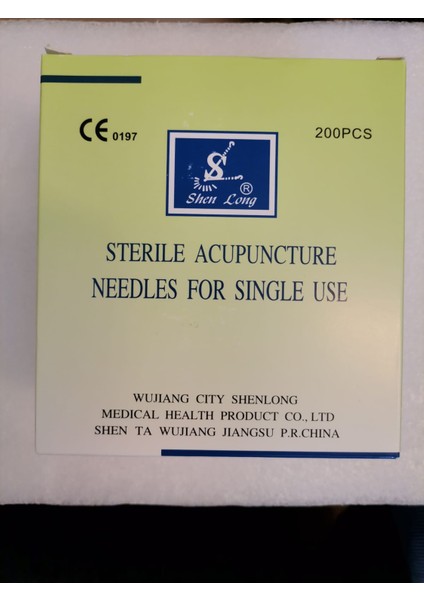 CE 0197
200PCS
S
®
Shen Long
STERILE ACUPUNCTURE
NEEDLES FOR SINGLE USE
WUJIANG CITY SHENLONG
MEDICAL HEALTH PRODUCT CO.,LTD
SHEN TA WUJIANG JIANGSU P.R.CHINA